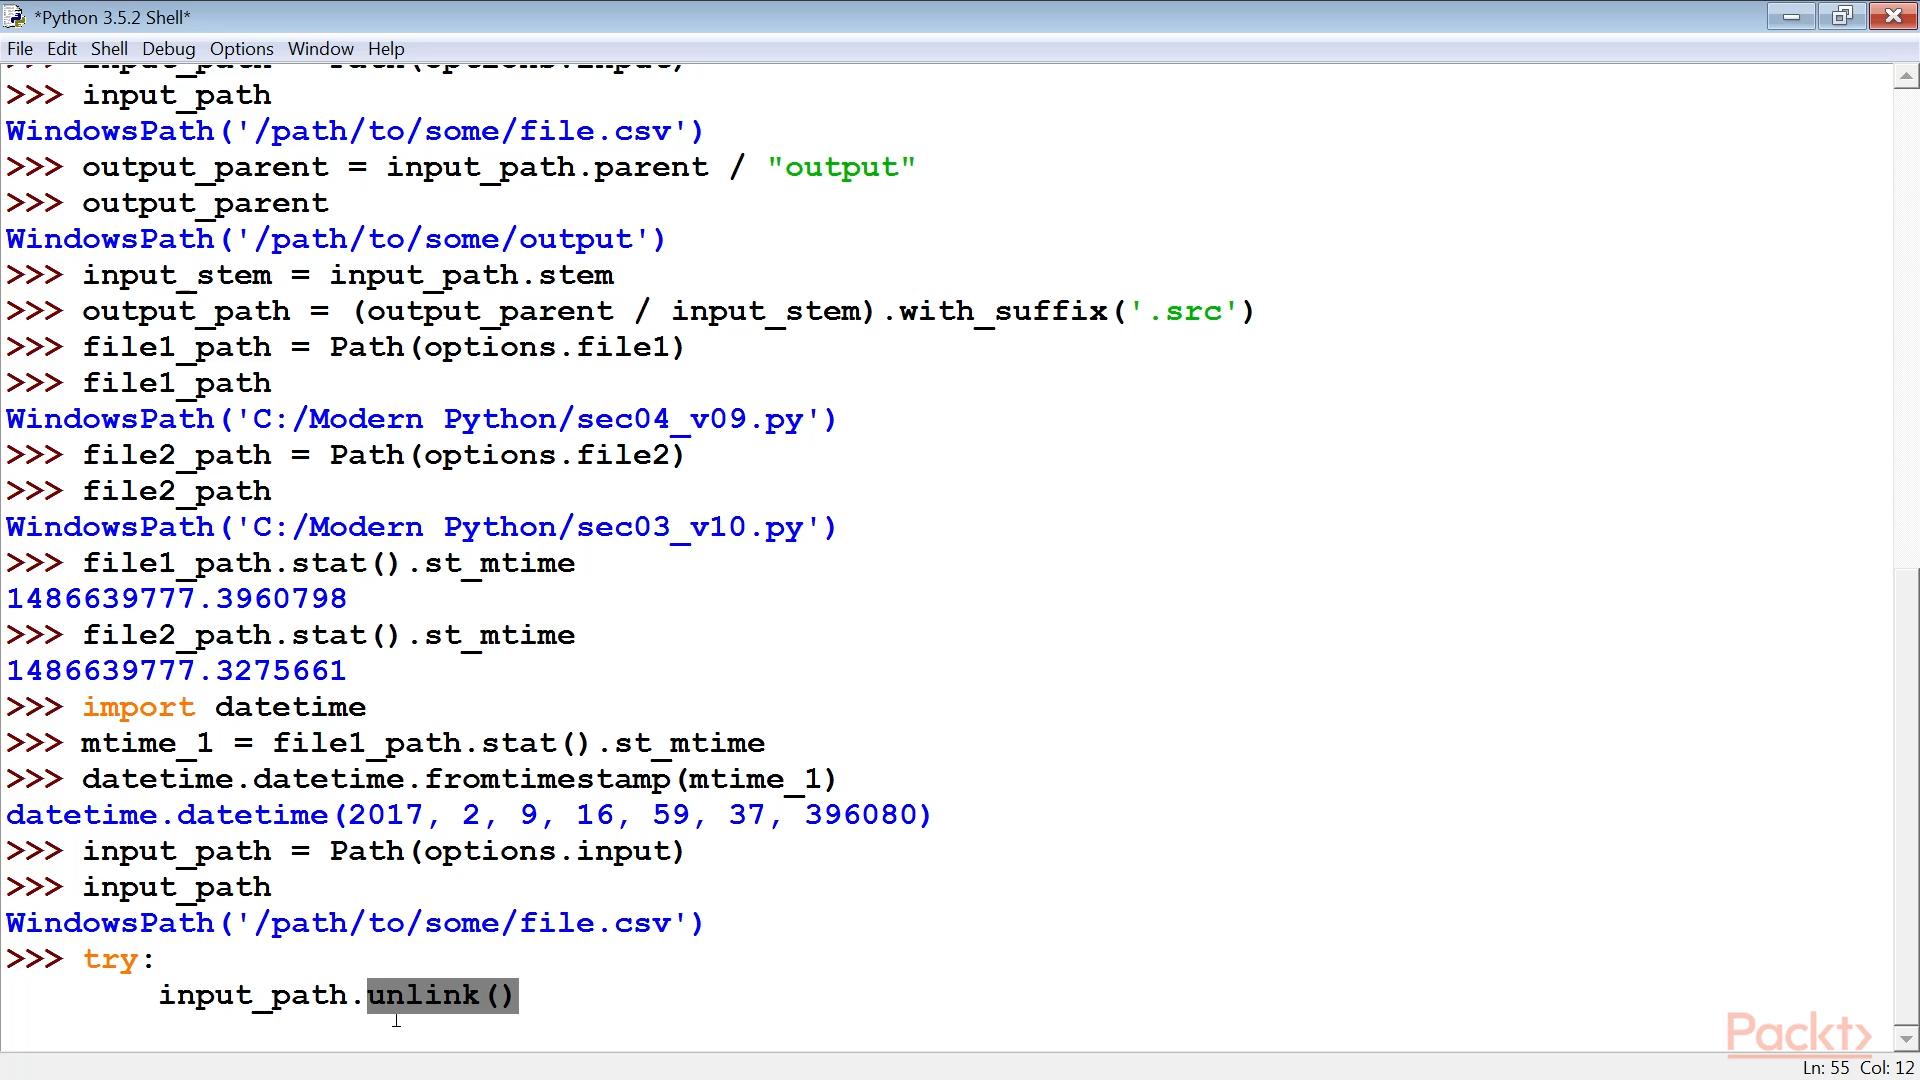 *Python 3.5.2 Shell*
File Edit Shell Debug Options Window Help
>>> input_path = Path(options.input)
>>> input_path
WindowsPath('/path/to/some/file.csv')
>>> output_parent = input_path.parent / "output"
>>> output_parent
WindowsPath('/path/to/some/output')
>>> input_stem = input_path.stem
>>> output_path = (output_parent / input_stem).with_suffix('.src')
>>> file1_path = Path(options.file1)
>>> file1_path
WindowsPath('C:/Modern Python/sec04_v09.py')
>>> file2_path = Path(options.file2)
>>> file2_path
WindowsPath('C:/Modern Python/sec03_v10.py')
>>> file1_path.stat().st_mtime
1486639777.3960798
>>> file2_path.stat().st_mtime
1486639777.3275661
>>> import datetime
>>> mtime_1 = file1_path.stat().st_mtime
>>> datetime.datetime.fromtimestamp(mtime_1)
datetime.datetime(2017, 2, 9, 16, 59, 37, 396080)
>>> input_path = Path(options.input)
>>> input_path
WindowsPath('/path/to/some/file.csv')
>>> try:
input_path.unlink()
Packt>
Ln: 55 Col: 12